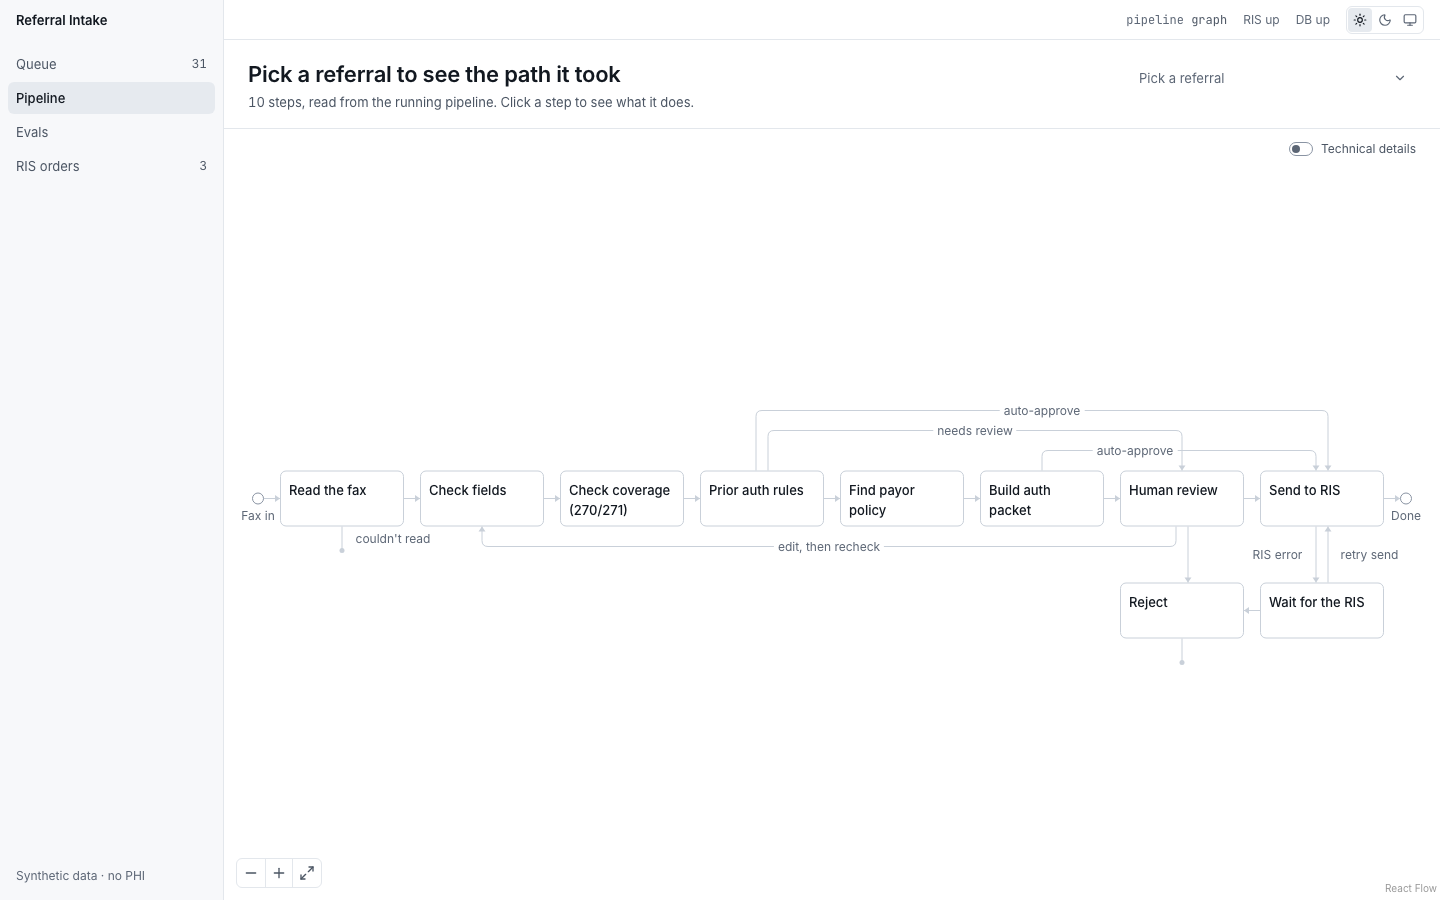 Referral Intake
Queue 31
Pipeline
Evals
RIS orders 3
Synthetic data · no PHI
pipeline graph RIS up DB up
Pick a referral to see the path it took
10 steps, read from the running pipeline. Click a step to see what it does.
Pick a referral
Technical details
auto-approve
needs review
auto-approve
Fax in
Read the fax
Check fields
Check coverage
(270/271)
Prior auth rules
Find payor
policy
Build auth
packet
Human review
Send to RIS
Done
couldn't read
edit, then recheck
RIS error
retry send
Reject
Wait for the RIS
React Flow